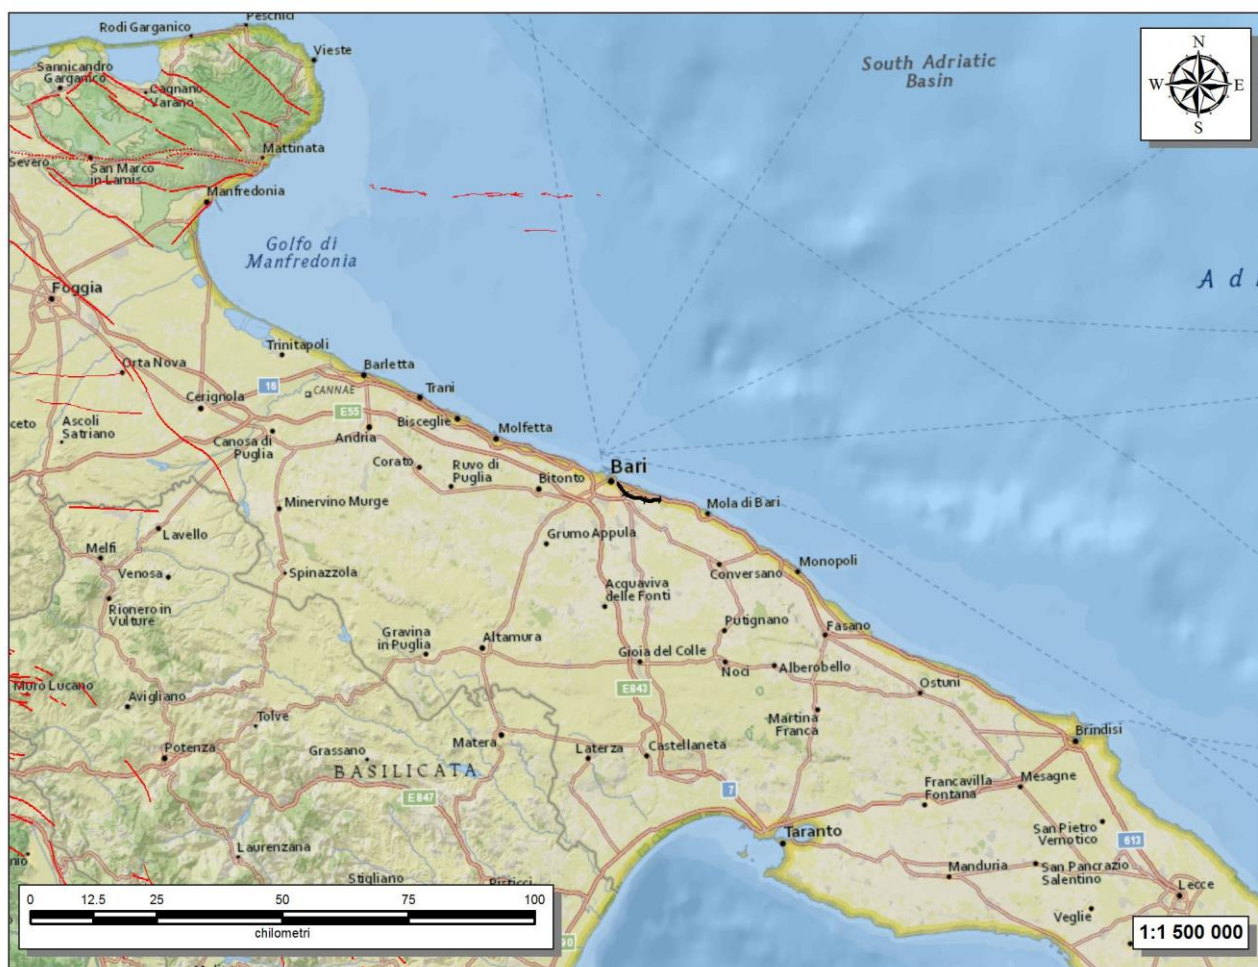 Peschici
Rodi Garganico
Vieste
Sannicandro
Garganico
Cagnano
Varano
South Adriatic
Basin
N
W
E
S
Severo
San Marco
in Lamis
Mattinata
Manfredonia
Golfo di
Manfredonia
A d
Foggia
Trinitapoli
Orta Nova
Barletta
16
CANNAE
Trani
Cerignola
E55
Bisceglie
Molfetta
ceto
Ascoli
Satriano
Canosa di
Puglia
Andria
Corato
Ruvo di
Puglia
Bitonto
Bari
Minervino Murge
Mola di Bari
Lavello
Grumo Appula
Melfi
Venosa
Spinazzola
Conversano
Monopoli
Rionero in
Vulture
Acquaviva
delle Fonti
Gravina
in Puglia
Altamura
Putignano
Fasano
Gioia del Colle
Noci
Alberobello
Muro Lucano
Avigliano
E843
Ostuni
Tolve
Martina
Franca
Potenza
Grassano
Matera
Laterza
Castellaneta
Brindisi
BASILICATA
E847
7
Francavilla
Fontana
Mesagne
Taranto
San Pietro
Vernotico
613
Laurenzana
Manduria
San Pancrazio
Salentino
Lecce
Stigliano
Pisticci
Veglie
0 12.5 25 50 75 100
chilometri
90
1:1 500 000